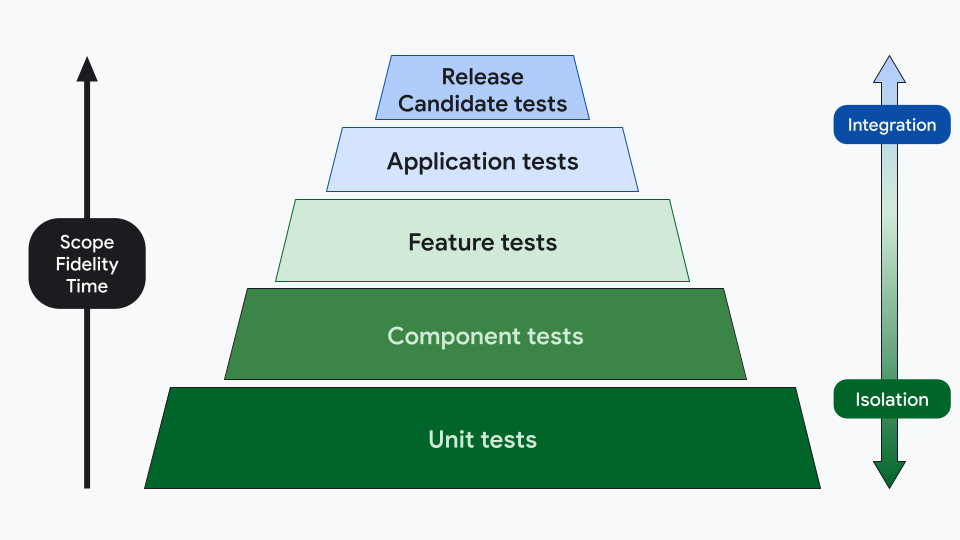 Release
Candidate tests
Application tests
Feature tests
Component tests
Unit tests
Scope
Fidelity
Time
Integration
Isolation